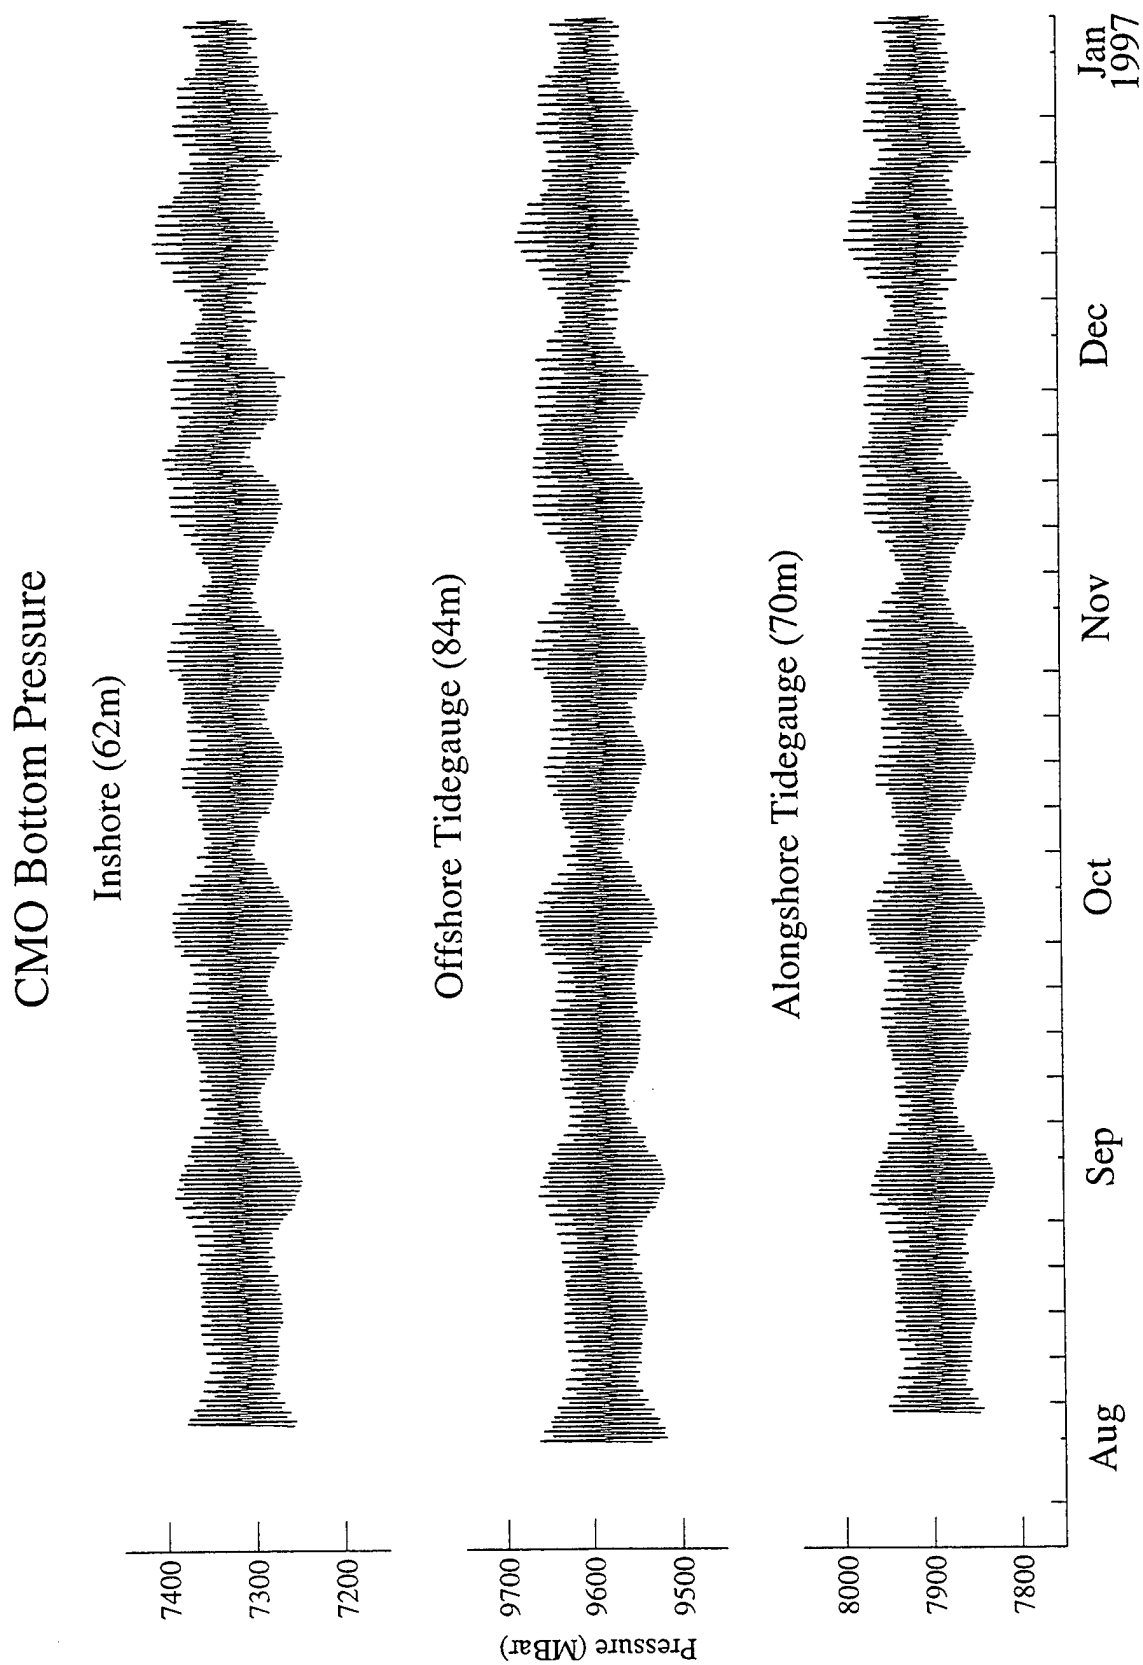 CMO Bottom Pressure
Inshore (62m)
7400
7300
7200
Offshore Tidegauge (84m)
9700
9600
9500
Pressure (MBar)
Alongshore Tidegauge (70m)
8000
7900
7800
Aug
Sep
Oct
Nov
Dec
Jan
1997